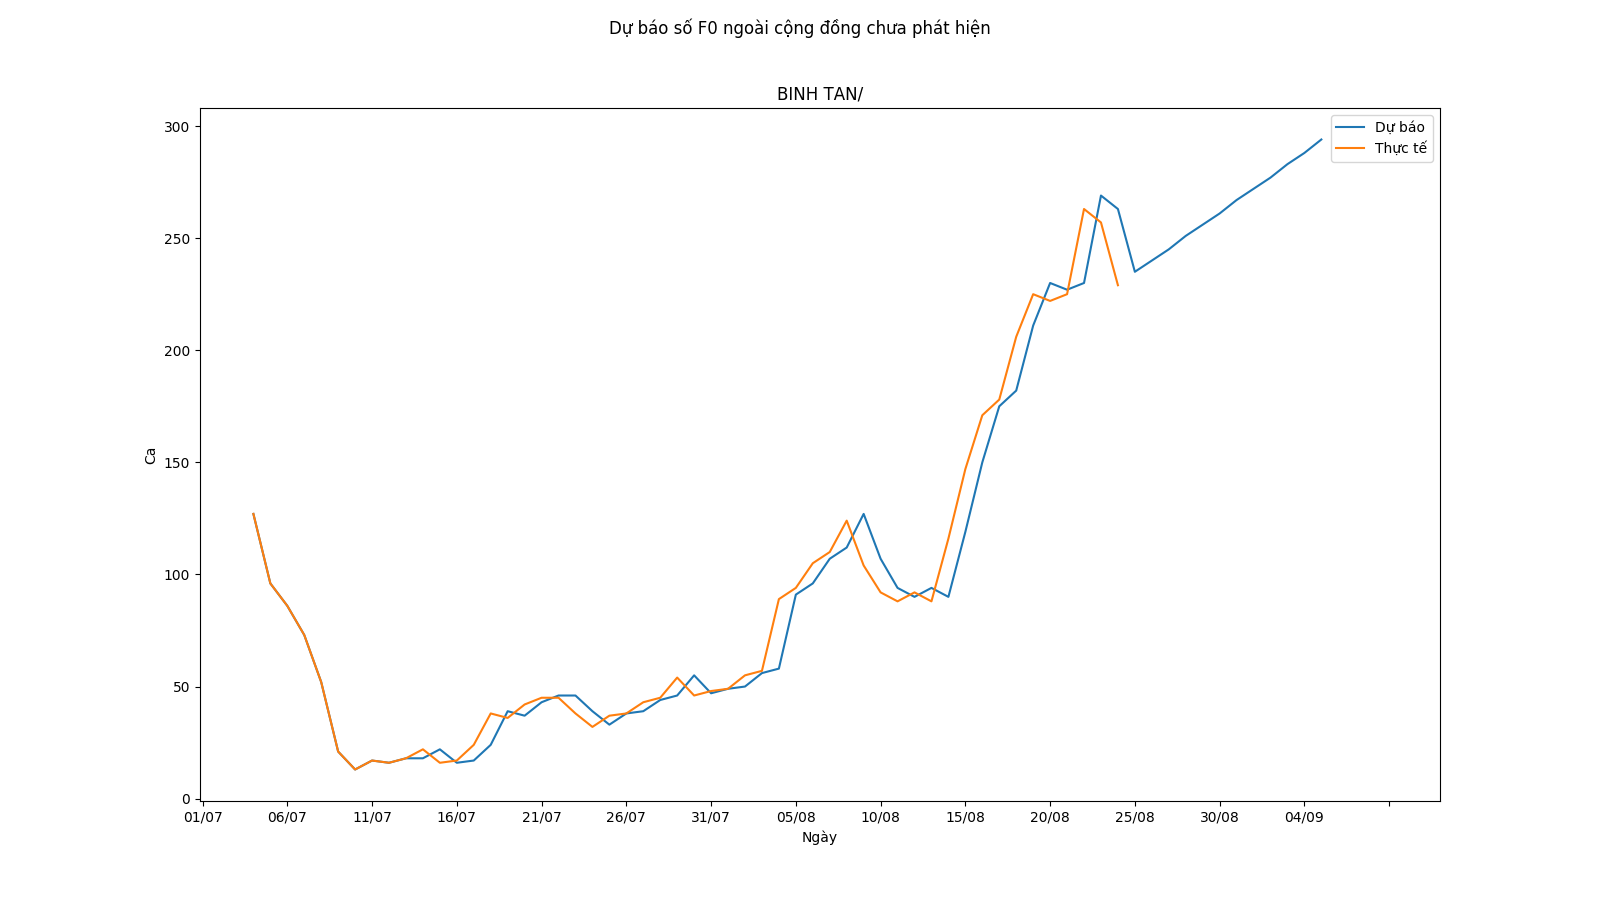 Dự báo số F0 ngoài cộng đồng chưa phát hiện
BINH TAN/
Dự báo
Thực tế
300
250
200
150
100
50
0
Ca
01/07 06/07 11/07 16/07 21/07 26/07 31/07 05/08 10/08 15/08 20/08 25/08 30/08 04/09
Ngày